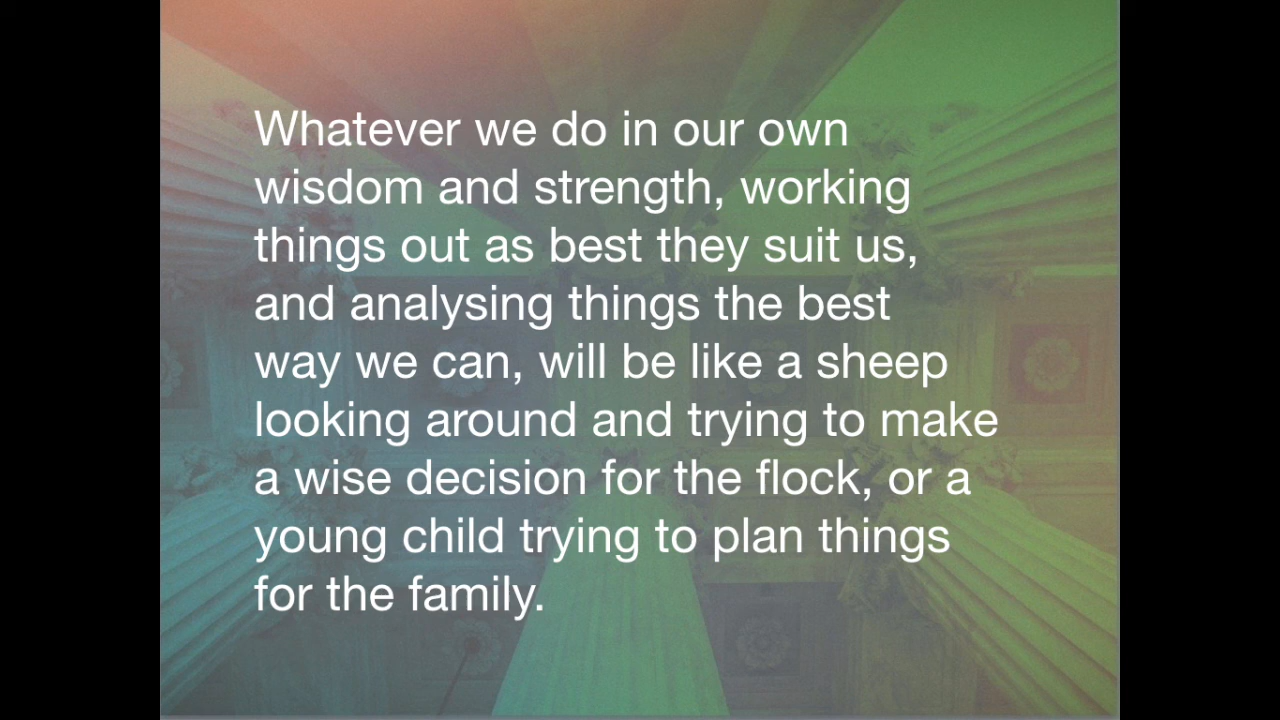 Whatever we do in our own
wisdom and strength, working
things out as best they suit us,
and analysing things the best
way we can, will be like a sheep
looking around and trying to make
a wise decision for the flock, or a
young child trying to plan things
for the family.